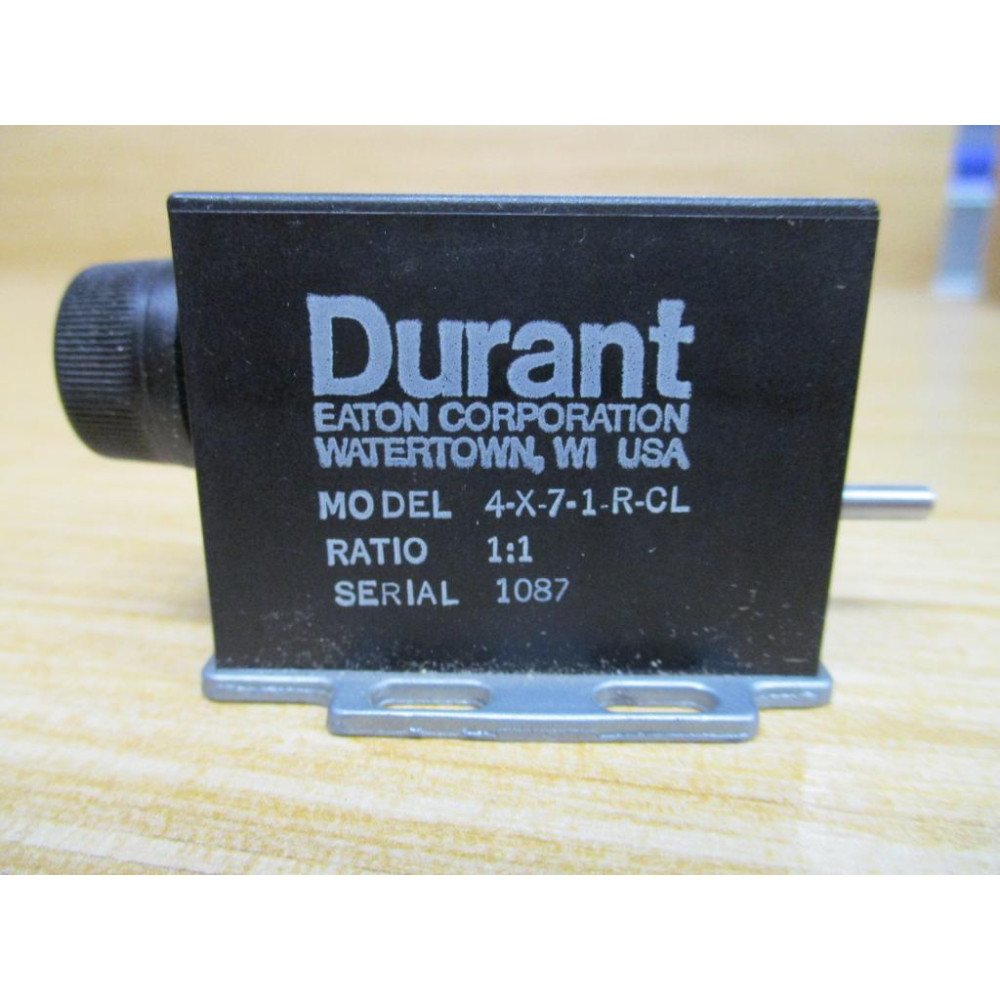 Durant
EATON CORPORATION
WATERTOWN, WI USA
MODEL 4-X-7-1-R-CL
RATIO 1:1
SERIAL 1087